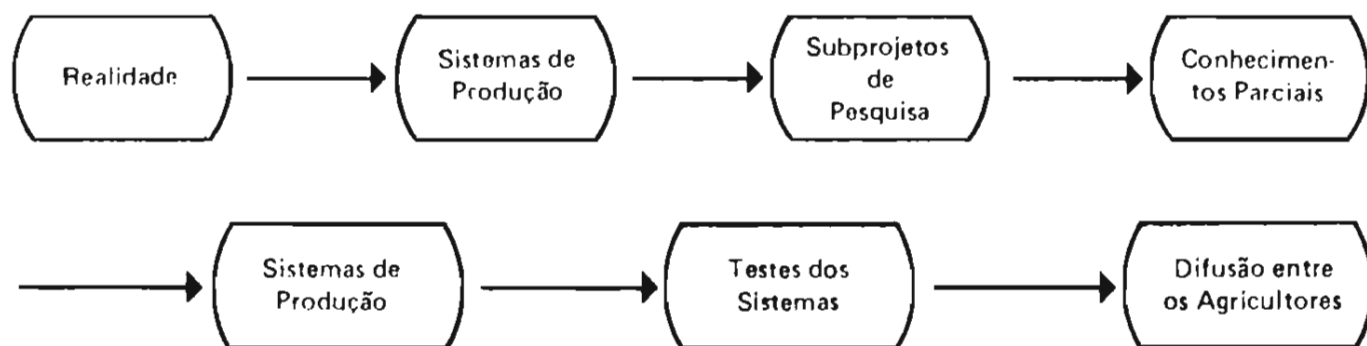 Realidade
Sistemas de
Produção
Subprojetos
de
Pesquisa
Conhecimen-
tos Parciais
Sistemas de
Produção
Testes dos
Sistemas
Difusão entre
os Agricultores